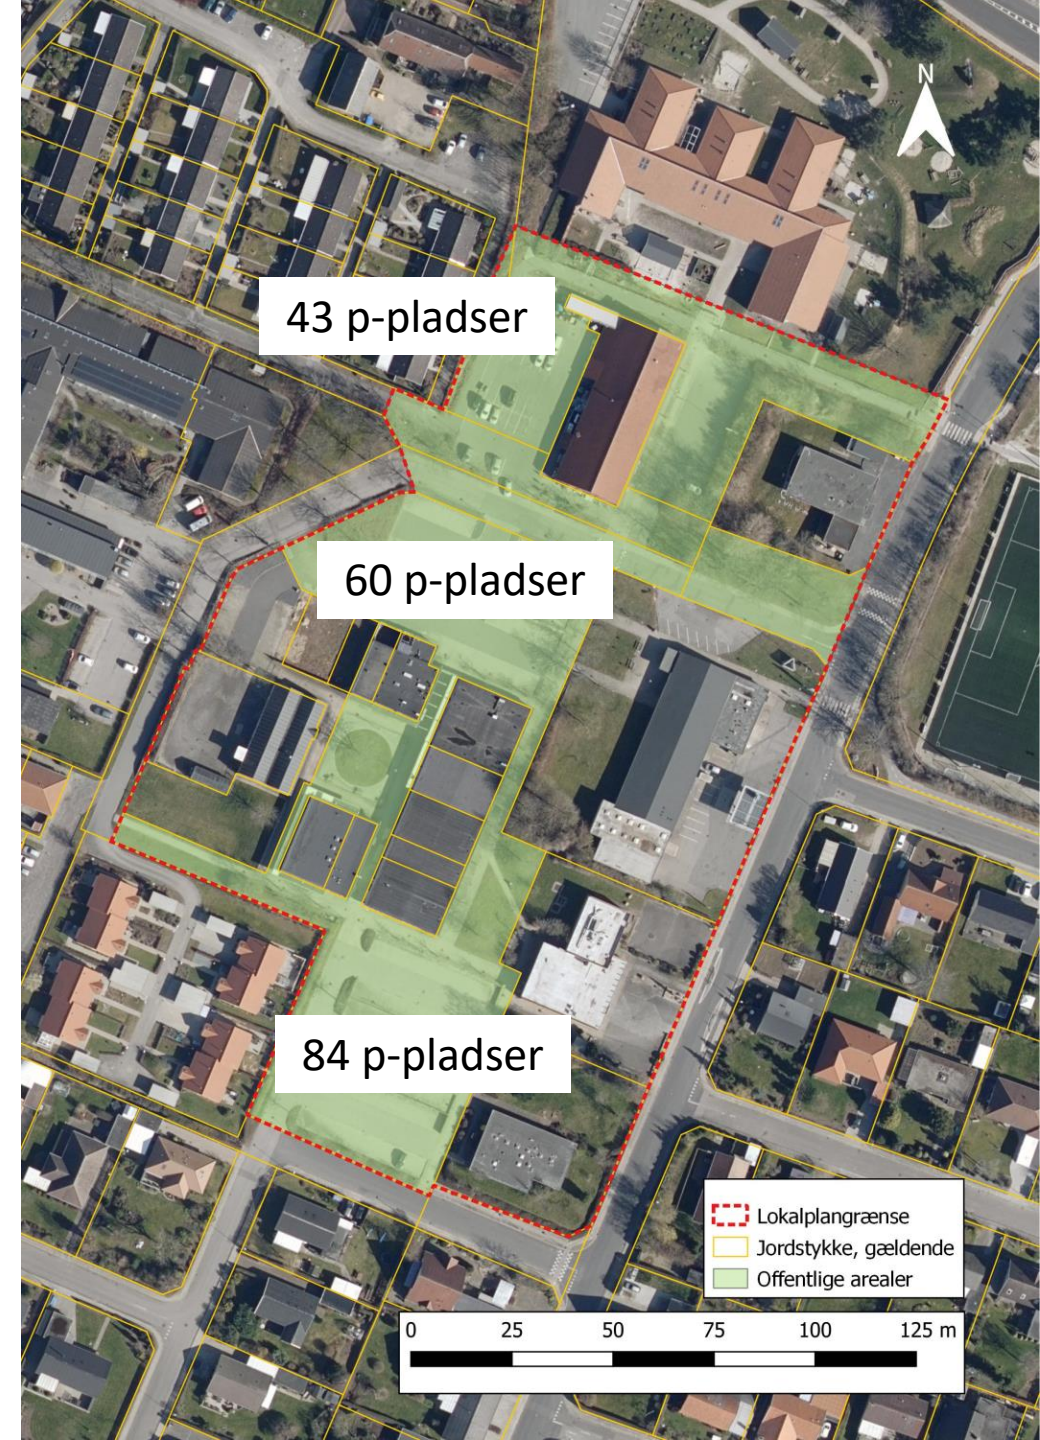 N
43 p-pladser
60 p-pladser
84 p-pladser
Lokalplangrænse
Jordstykke, gældende
Offentlige arealer
0 25 50 75 100 125 m